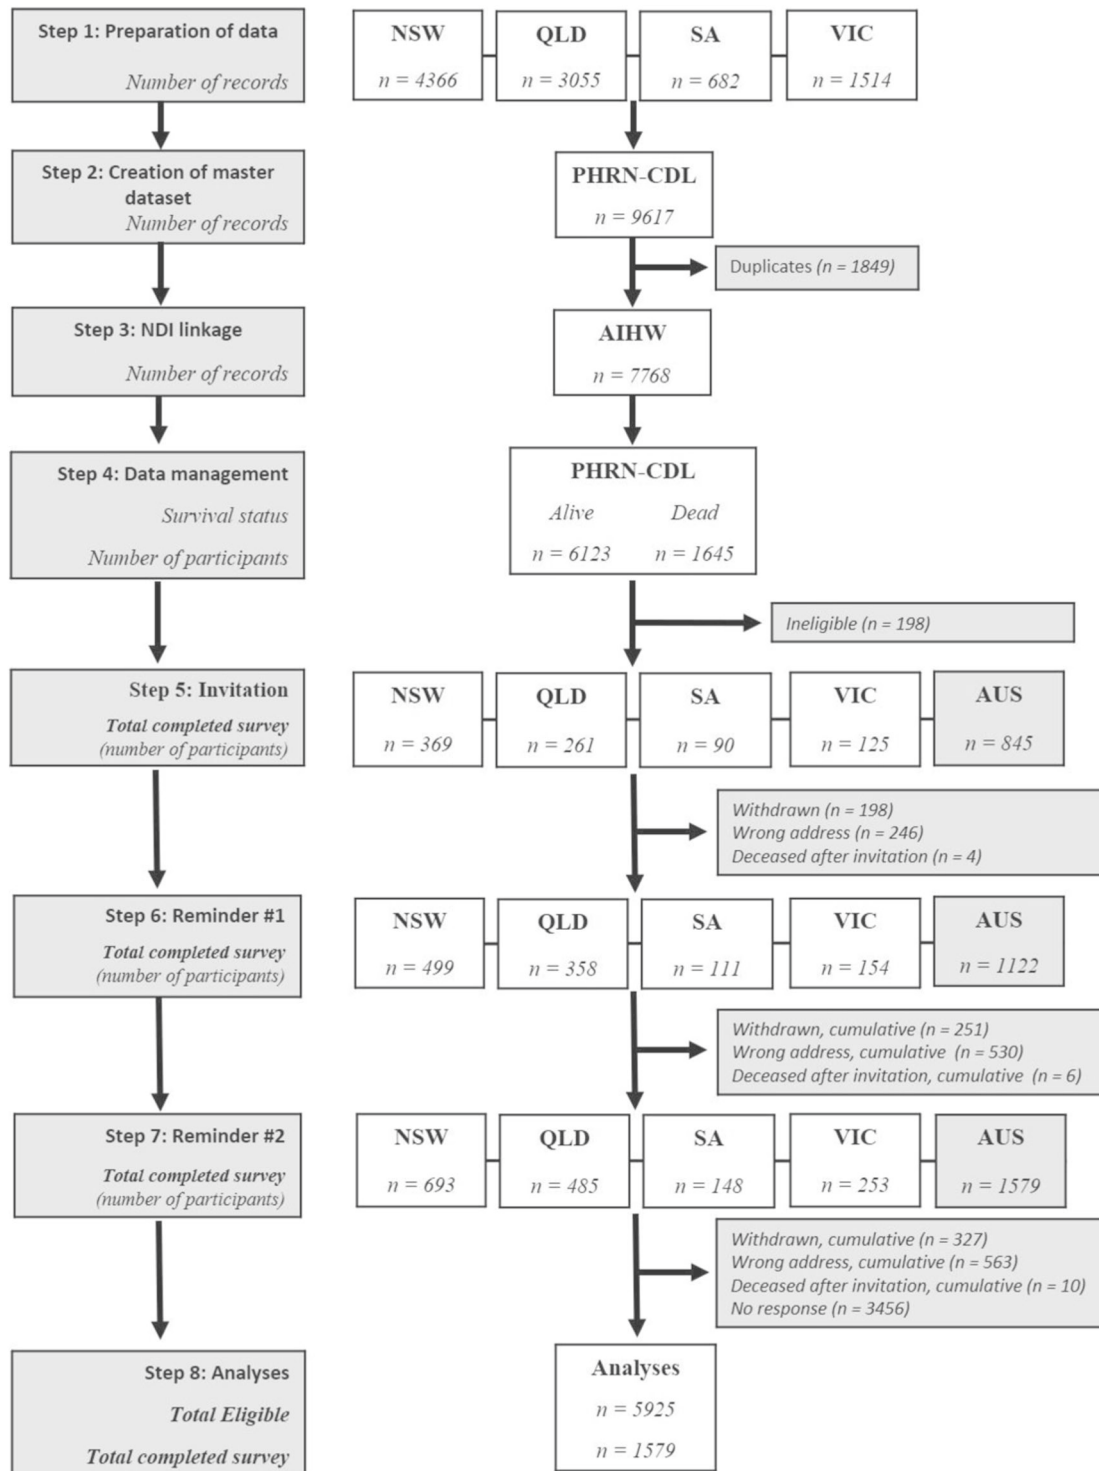 Step 1: Preparation of data
Number of records
NSW
n = 4366
QLD
n = 3055
SA
n = 682
VIC
n = 1514
Step 2: Creation of master
dataset
Number of records
PHRN-CDL
n = 9617
Duplicates (n = 1849)
Step 3: NDI linkage
Number of records
AIHW
n = 7768
Step 4: Data management
Survival status
Number of participants
PHRN-CDL
Alive Dead
n = 6123 n = 1645
Ineligible (n = 198)
Step 5: Invitation
Total completed survey
(number of participants)
NSW
n = 369
QLD
n = 261
SA
n = 90
VIC
n = 125
AUS
n = 845
Withdrawn (n = 198)
Wrong address (n = 246)
Deceased after invitation (n = 4)
Step 6: Reminder #1
Total completed survey
(number of participants)
NSW
n = 499
QLD
n = 358
SA
n = 111
VIC
n = 154
AUS
n = 1122
Withdrawn, cumulative (n = 251)
Wrong address, cumulative (n = 530)
Deceased after invitation, cumulative (n = 6)
Step 7: Reminder #2
Total completed survey
(number of participants)
NSW
n = 693
QLD
n = 485
SA
n = 148
VIC
n = 253
AUS
n = 1579
Withdrawn, cumulative (n = 327)
Wrong address, cumulative (n = 563)
Deceased after invitation, cumulative (n = 10)
No response (n = 3456)
Step 8: Analyses
Total Eligible
Total completed survey
Analyses
n = 5925
n = 1579